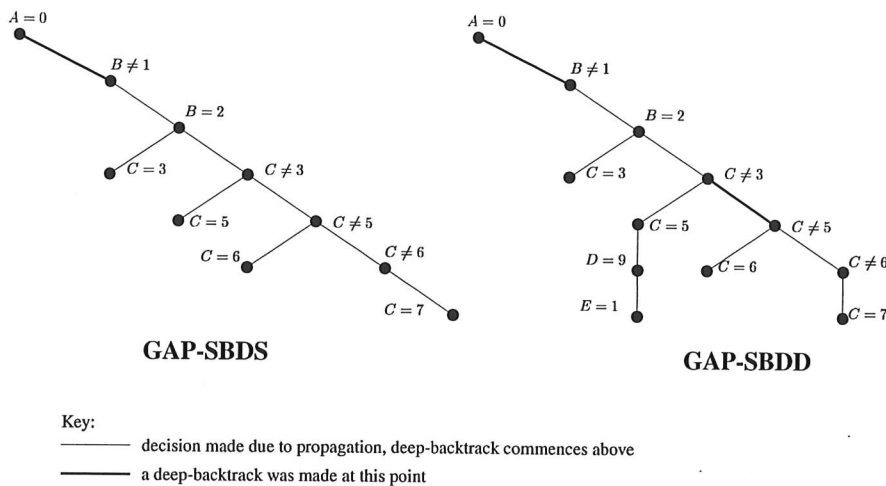 A = 0
B ≠ 1
B = 2
C = 3
C ≠ 3
C = 5
C ≠ 5
C = 6
C ≠ 6
C = 7
GAP-SBDS
A = 0
B ≠ 1
B = 2
C = 3
C ≠ 3
C = 5
C ≠ 5
D = 9
C = 6
C ≠ 6
E = 1
C = 7
GAP-SBDD
Key:
decision made due to propagation, deep-backtrack commences above
a deep-backtrack was made at this point